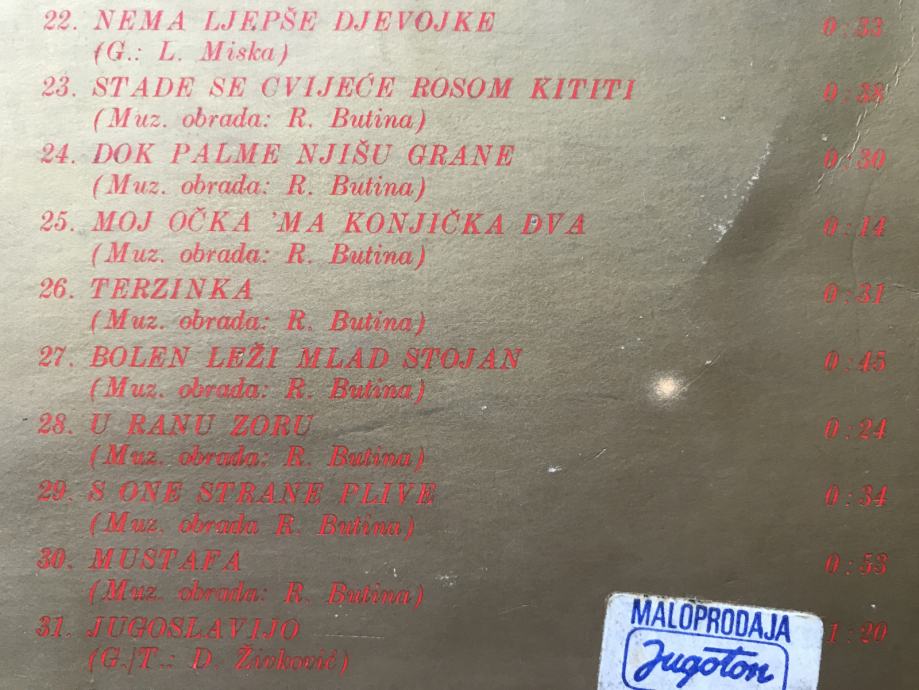 22. NEMA LJEPŠE DJEVOJKE 0:33
(G.: L. Miska)
23. STADE SE CVIJEĆE ROSOM KITITI 0:38
(Muz. obrada: R. Butina)
24. DOK PALME NJIŠU GRANE 0:30
(Muz. obrada: R. Butina)
25. MOJ OČKA 'MA KONJIČKA DVA 0:14
(Muz. obrada: R. Butina)
26. TERZINKA 0:31
(Muz. obrada: R. Butina)
27. BOLEN LEŽI MLAD STOJAN 0:45
(Muz. obrada: R. Butina)
28. U RANU ZORU 0:24
(Muz. obrada: R. Butina)
29. S ONE STRANE PLIVE 0:34
(Muz. obrada R. Butina)
30. MUSTAFA 0:53
(Muz. obrada: R. Butina)
31. JUGOSLAVIJO 1:20
(G./T.: D. Živković)
MALOPRODAJA
Jugoton